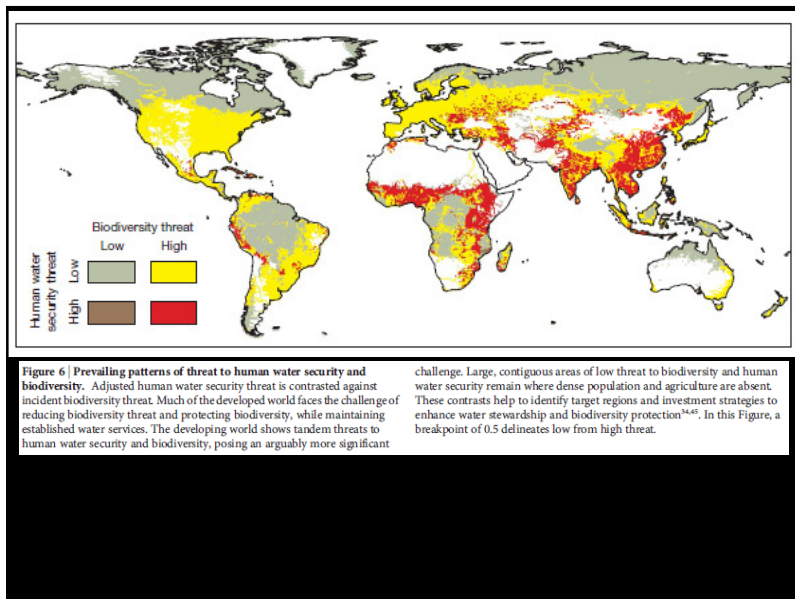 Biodiversity threat
Low High
Human water
security threat
Low
High
Figure 6 | Prevailing patterns of threat to human water security and
biodiversity. Adjusted human water security threat is contrasted against
incident biodiversity threat. Much of the developed world faces the challenge of
reducing biodiversity threat and protecting biodiversity, while maintaining
established water services. The developing world shows tandem threats to
human water security and biodiversity, posing an arguably more significant
challenge. Large, contiguous areas of low threat to biodiversity and human
water security remain where dense population and agriculture are absent.
These contrasts help to identify target regions and investment strategies to
enhance water stewardship and biodiversity protection34,45. In this Figure, a
breakpoint of 0.5 delineates low from high threat.